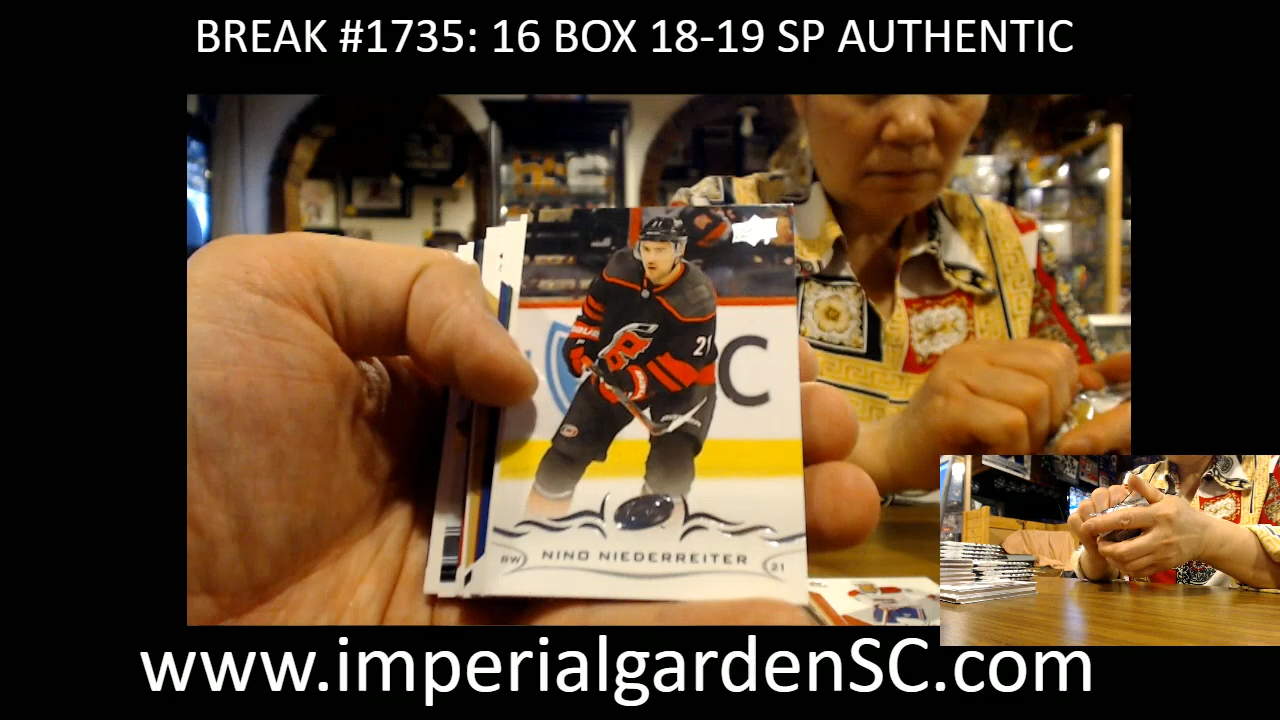 BREAK #1735: 16 BOX 18-19 SP AUTHENTIC
21
C
RW NINO NIEDERREITER 21
www.imperialgardenSC.com